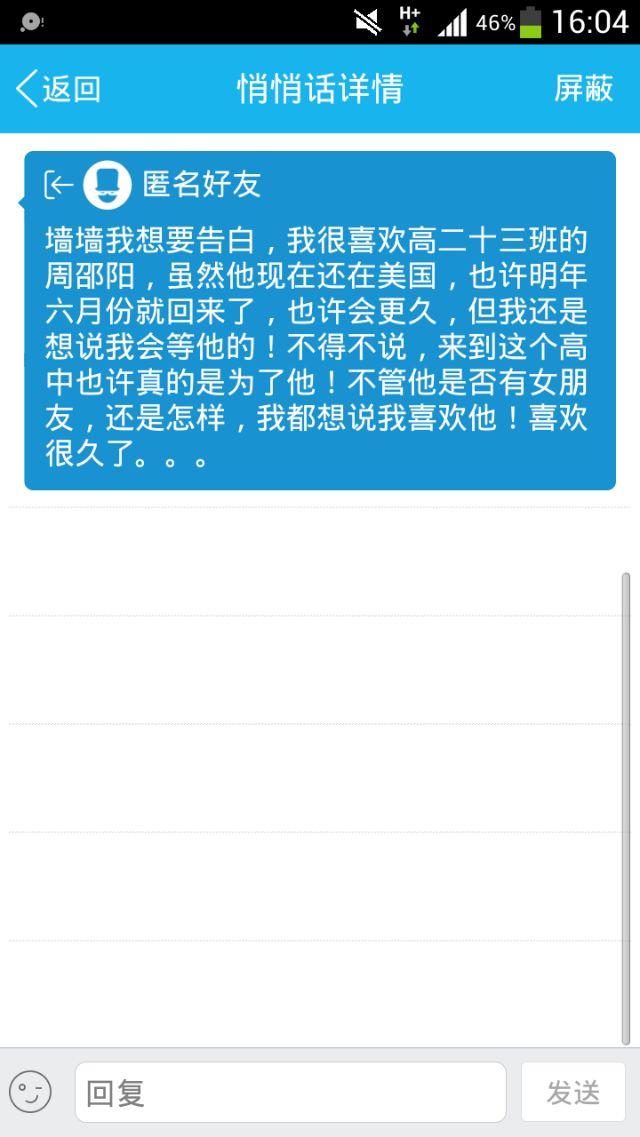 H+
46% 16:04
返回 悄悄话详情 屏蔽
匿名好友
墙墙我想要告白，我很喜欢高二十三班的
周邵阳，虽然他现在还在美国，也许明年
六月份就回来了，也许会更久，但我还是
想说我会等他的！不得不说，来到这个高
中也许真的是为了他！不管他是否有女朋
友，还是怎样，我都想说我喜欢他！喜欢
很久了。。。
回复 发送